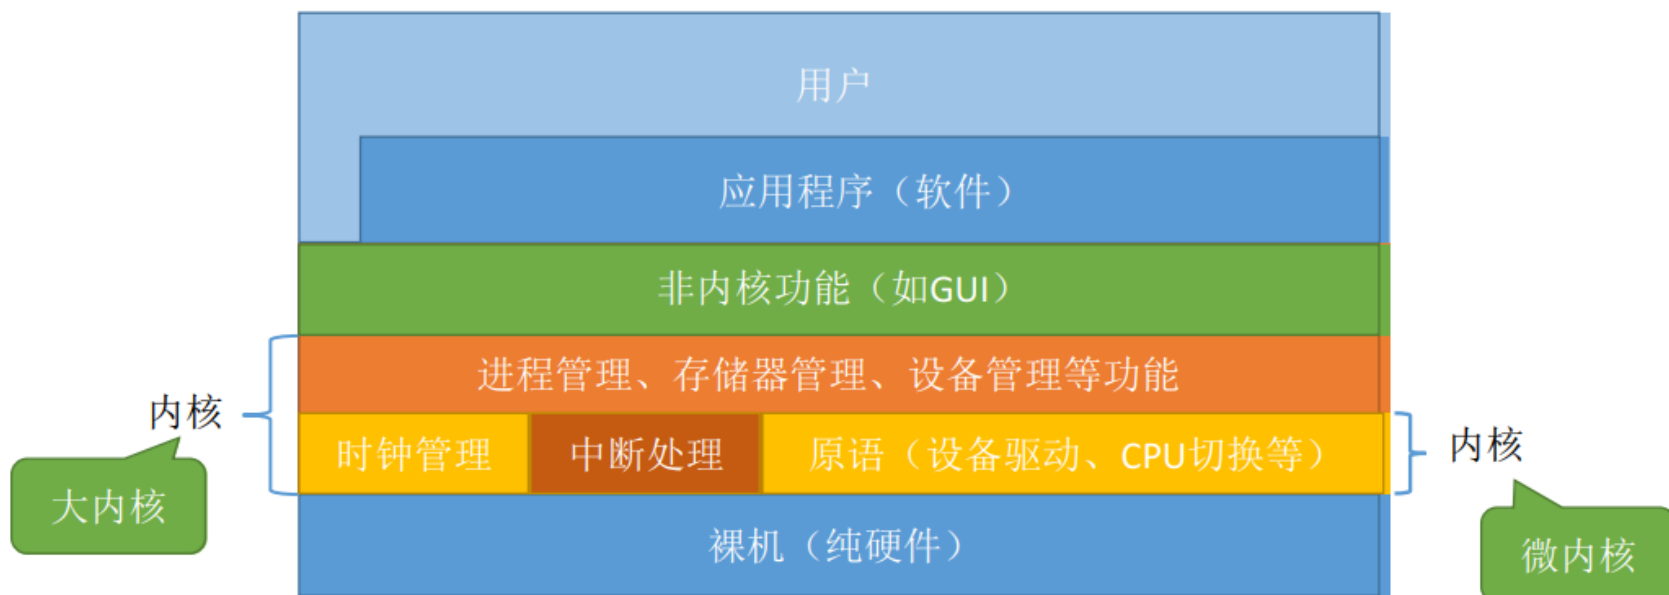 用户
应用程序（软件）
非内核功能（如GUI）
进程管理、存储器管理、设备管理等功能
内核
时钟管理
中断处理
原语（设备驱动、CPU切换等）
内核
大内核
裸机（纯硬件）
微内核